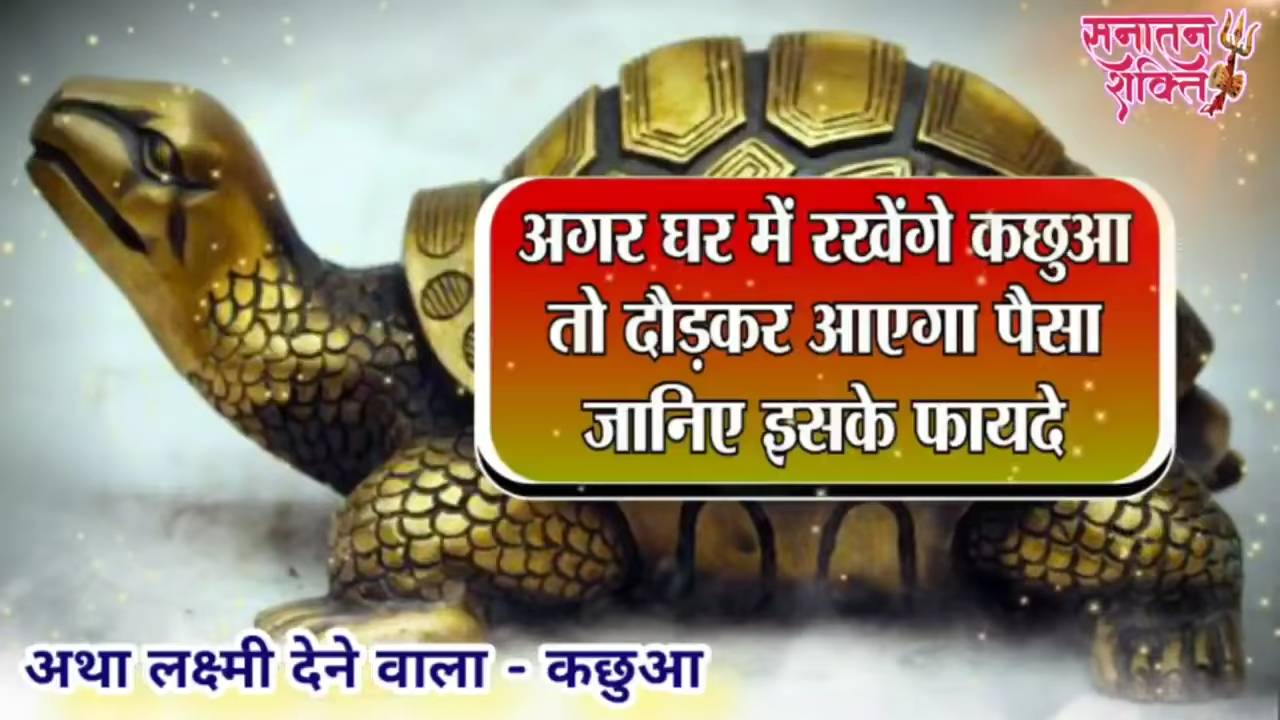 सनातन
शक्ति
अगर घर में रखेंगे कछुआ
तो दौड़कर आएगा पैसा
जानिए इसके फायदे
अथा लक्ष्मी देने वाला - कछुआ